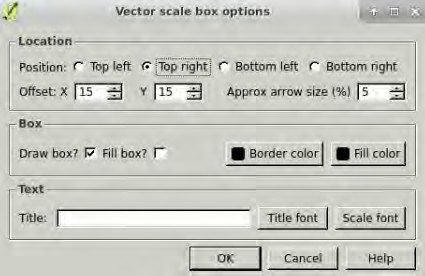 Vector scale box options
Location
Position: Top left Top right Bottom left Bottom right
Offset: X 15 Y 15 Approx arrow size (%) 5
Box
Draw box? Fill box? Border color Fill color
Text
Title: Title font Scale font
OK Cancel Help